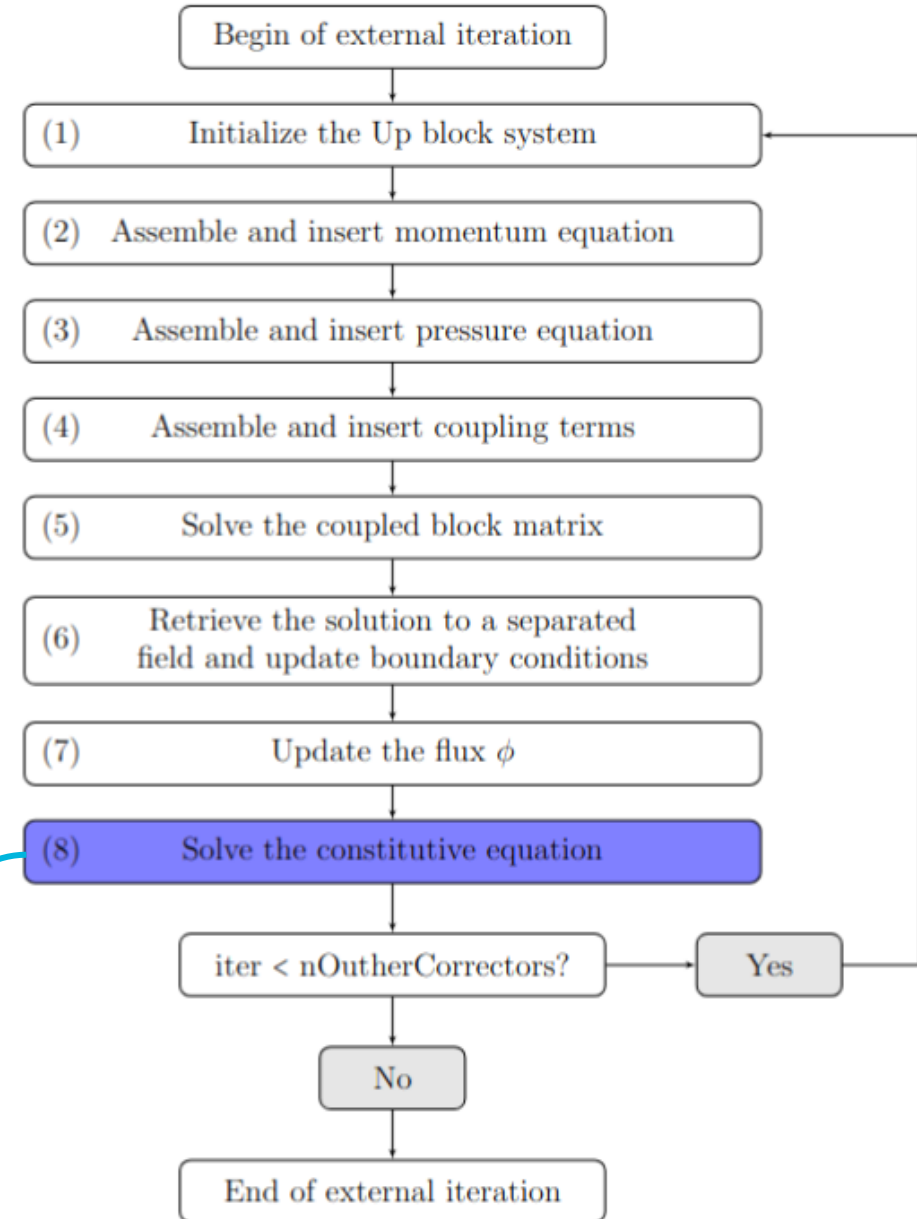 Begin of external iteration
(1) Initialize the Up block system
(2) Assemble and insert momentum equation
(3) Assemble and insert pressure equation
(4) Assemble and insert coupling terms
(5) Solve the coupled block matrix
(6) Retrieve the solution to a separated
field and update boundary conditions
(7) Update the flux ϕ
(8) Solve the constitutive equation
iter < nOutherCorrectors?
Yes
No
End of external iteration